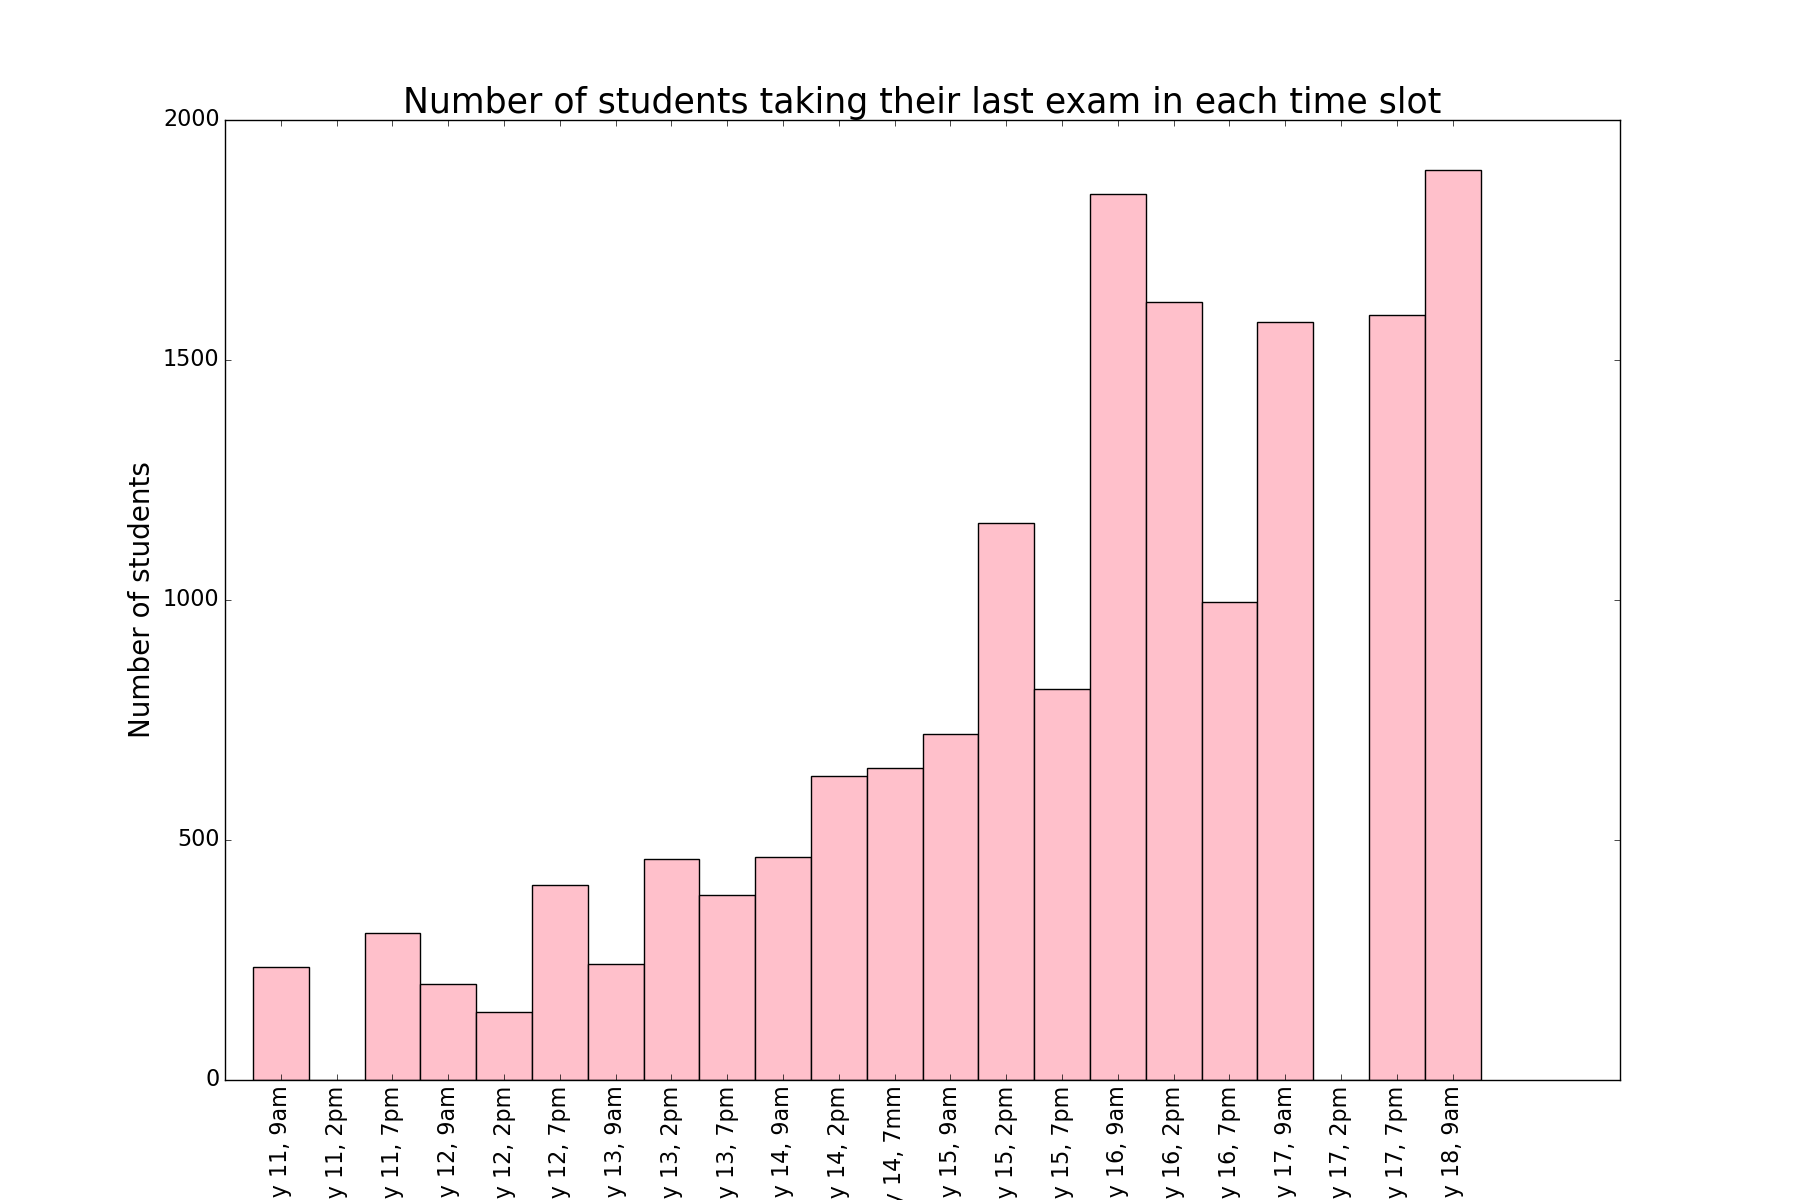 Number of students taking their last exam in each time slot
Number of students
2000
1500
1000
500
0
y 11, 9am
y 11, 2pm
y 11, 7pm
y 12, 9am
y 12, 2pm
y 12, 7pm
y 13, 9am
y 13, 2pm
y 13, 7pm
y 14, 9am
y 14, 2pm
y 14, 7mm
y 15, 9am
y 15, 2pm
y 15, 7pm
y 16, 9am
y 16, 2pm
y 16, 7pm
y 17, 9am
y 17, 2pm
y 17, 7pm
y 18, 9am